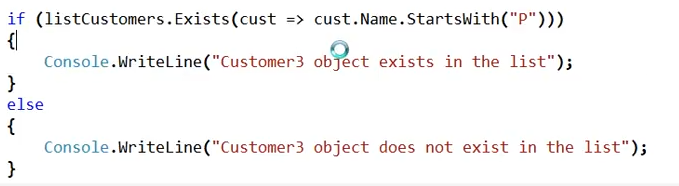 if (listCustomers.Exists(cust => cust.Name.StartsWith("P")))
{
    Console.WriteLine("Customer3 object exists in the list");
}
else
{
    Console.WriteLine("Customer3 object does not exist in the list");
}